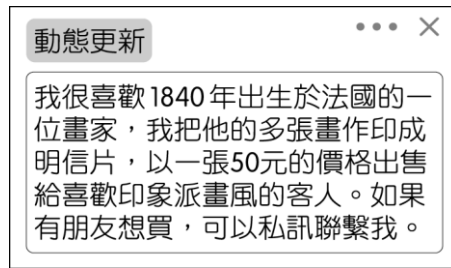 動態更新
我很喜歡1840年出生於法國的一
位畫家，我把他的多張畫作印成
明信片，以一張50元的價格出售
給喜歡印象派畫風的客人。如果
有朋友想買，可以私訊聯繫我。